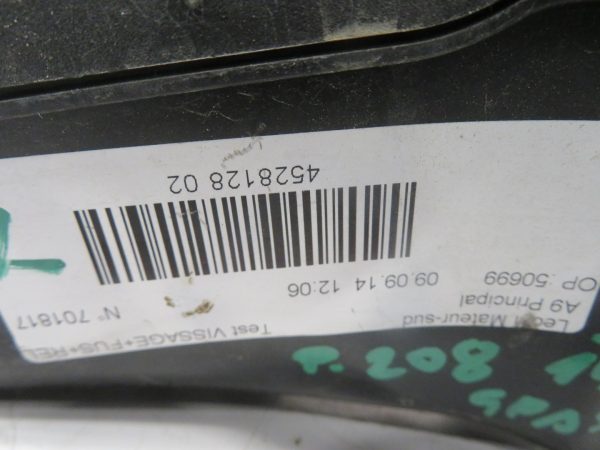 Leoni Mateur-sud
A9 Principal
OP : 50699
Test VISSAGE+FUS+REL
09.09.14 12:06
N° 701817
4528128 02
P. 208